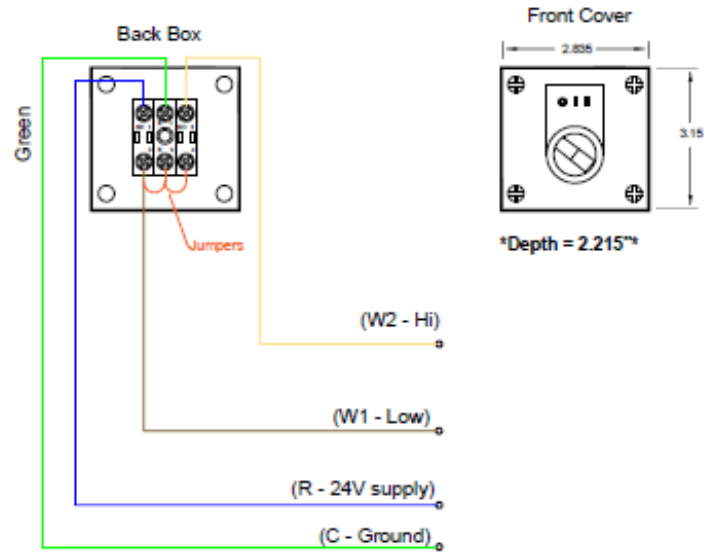 Front Cover
Back Box
2.835
3.15
Green
Jumpers
*Depth = 2.215"*
(W2 - Hi)
(W1 - Low)
(R - 24V supply)
(C - Ground)